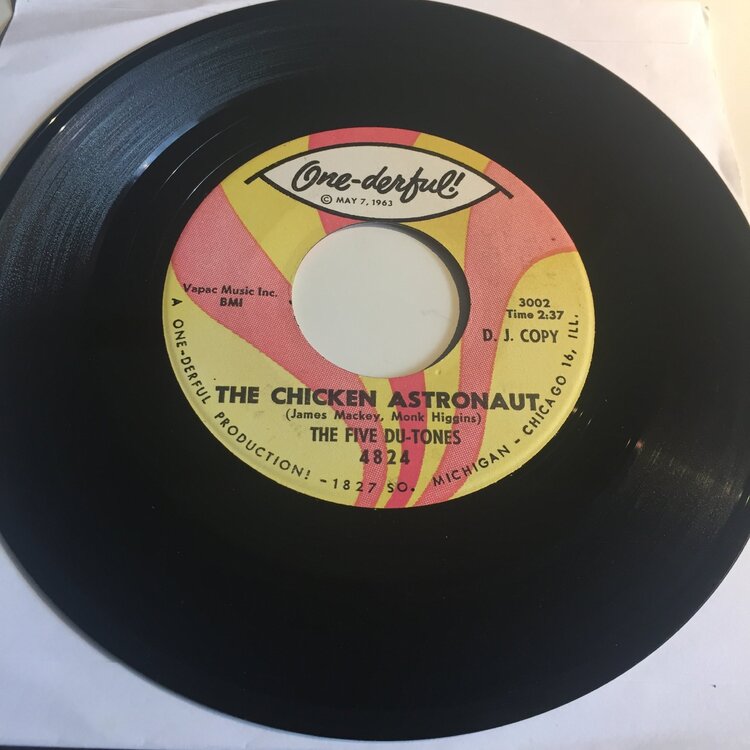 One-derful!
© MAY 7, 1963
Vapac Music Inc.
BMI
3002
Time 2:37
D. J. COPY
THE CHICKEN ASTRONAUT
(James Mackey, Monk Higgins)
THE FIVE DU-TONES
4824
A ONE-DERFUL PRODUCTION! -1827 SO. MICHIGAN - CHICAGO 16, ILL.